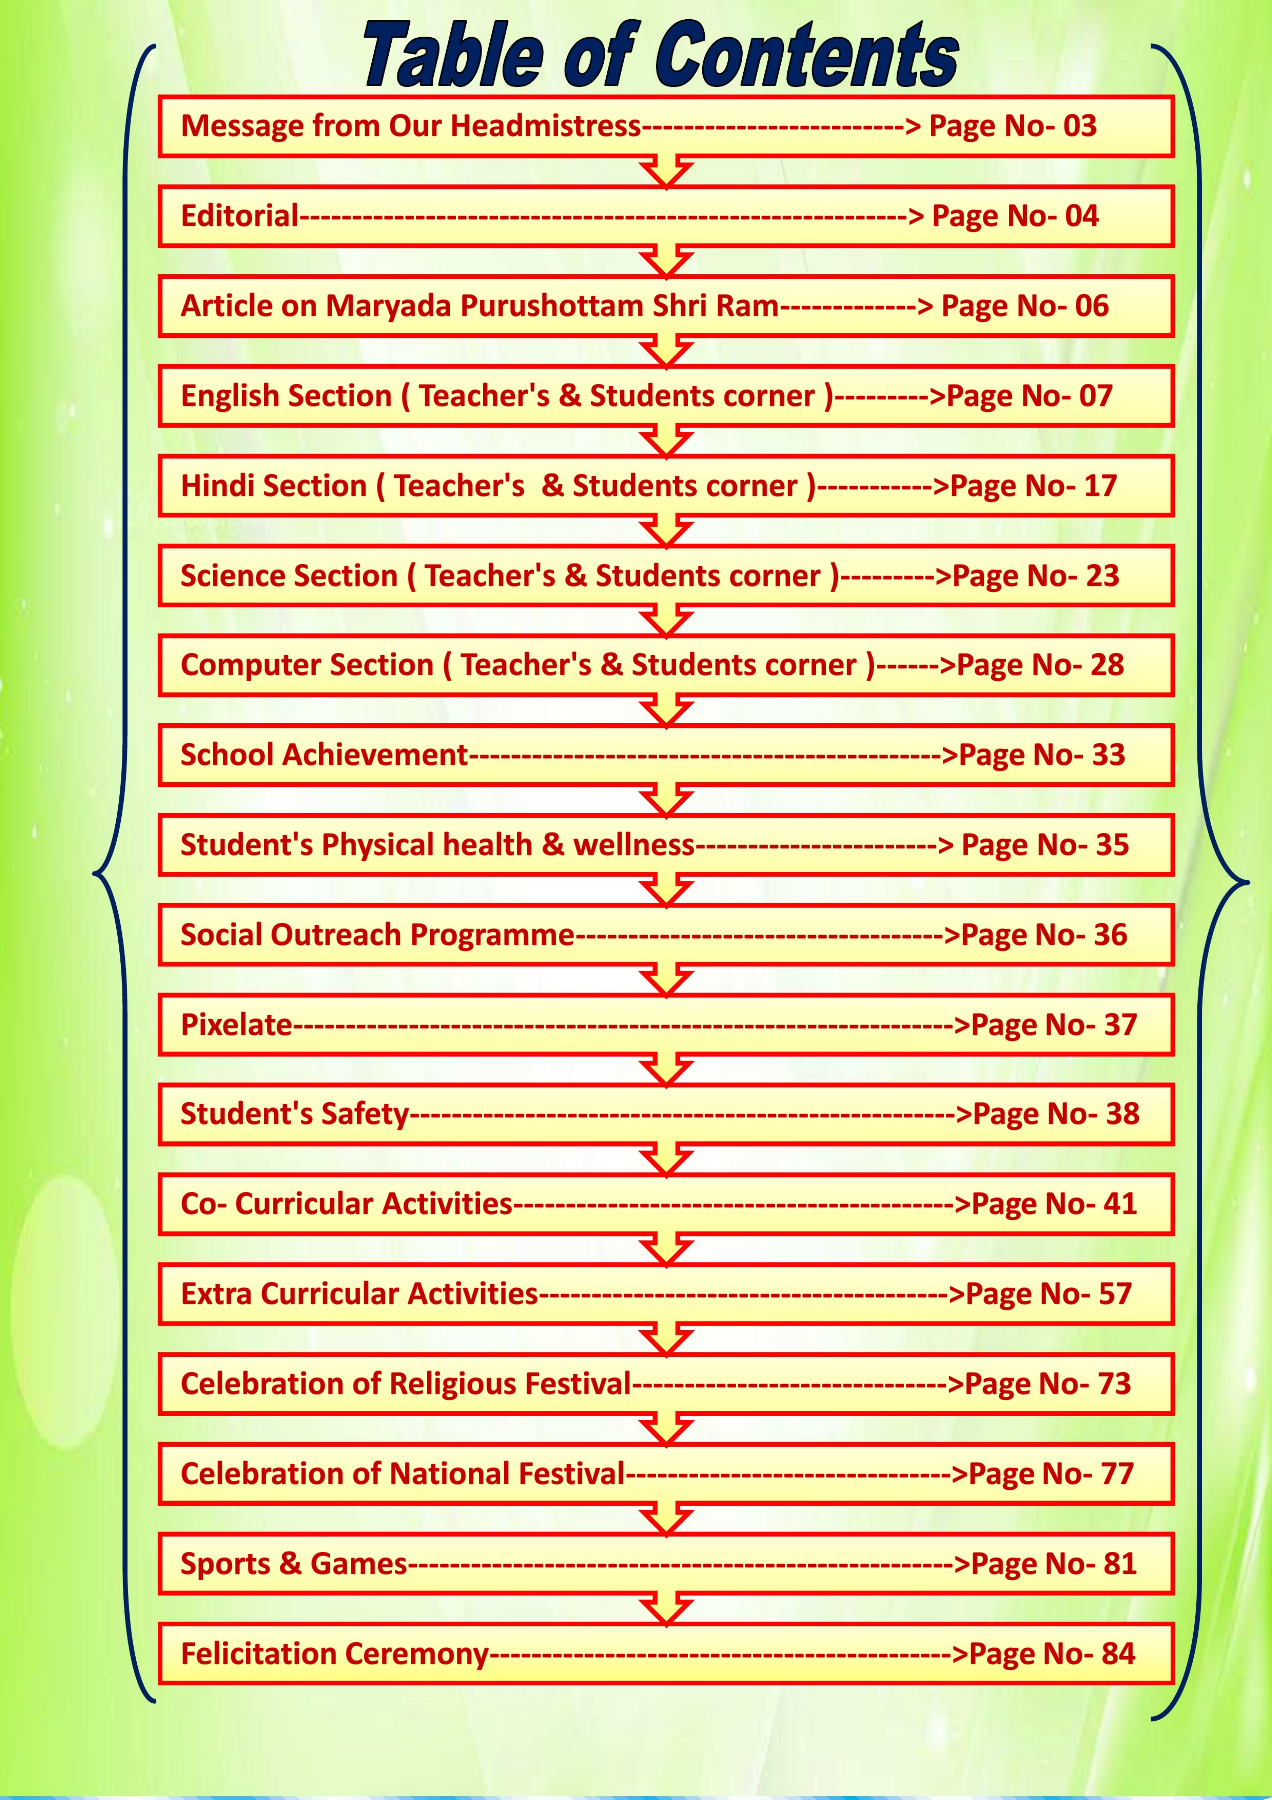 Table of Contents
Message from Our Headmistress-------------------------> Page No- 03
Editorial----------------------------------------------------------> Page No- 04
Article on Maryada Purushottam Shri Ram-------------> Page No- 06
English Section ( Teacher's & Students corner )--------->Page No- 07
Hindi Section ( Teacher's  & Students corner )----------->Page No- 17
Science Section ( Teacher's & Students corner )--------->Page No- 23
Computer Section ( Teacher's & Students corner )------>Page No- 28
School Achievement--------------------------------------------->Page No- 33
Student's Physical health & wellness-----------------------> Page No- 35
Social Outreach Programme----------------------------------->Page No- 36
Pixelate--------------------------------------------------------------->Page No- 37
Student's Safety---------------------------------------------------->Page No- 38
Co- Curricular Activities------------------------------------------>Page No- 41
Extra Curricular Activities--------------------------------------->Page No- 57
Celebration of Religious Festival------------------------------>Page No- 73
Celebration of National Festival------------------------------->Page No- 77
Sports & Games---------------------------------------------------->Page No- 81
Felicitation Ceremony-------------------------------------------->Page No- 84